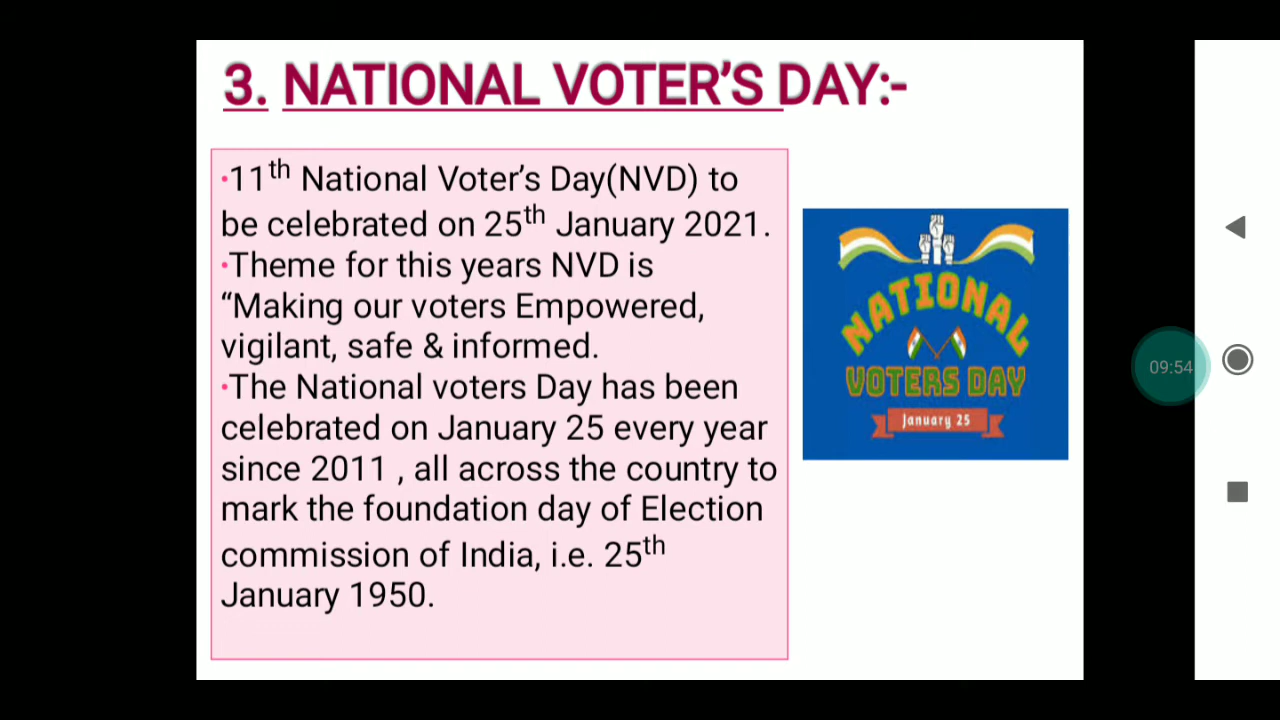 3. NATIONAL VOTER’S DAY:-
•11th National Voter’s Day(NVD) to
be celebrated on 25th January 2021.
•Theme for this years NVD is
“Making our voters Empowered,
vigilant, safe & informed.
•The National voters Day has been
celebrated on January 25 every year
since 2011 , all across the country to
mark the foundation day of Election
commission of India, i.e. 25th
January 1950.
NATIONAL
VOTERS DAY
January 25
09:54